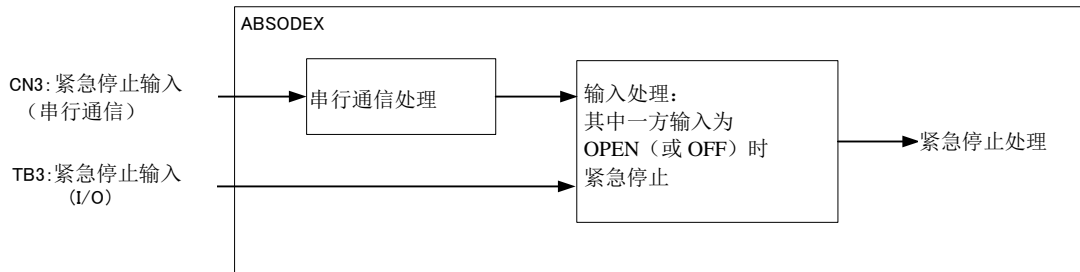 ABSODEX
CN3:紧急停止输入
（串行通信）
串行通信处理
输入处理：
其中一方输入为
OPEN（或 OFF）时
紧急停止
紧急停止处理
TB3:紧急停止输入
(I/O)